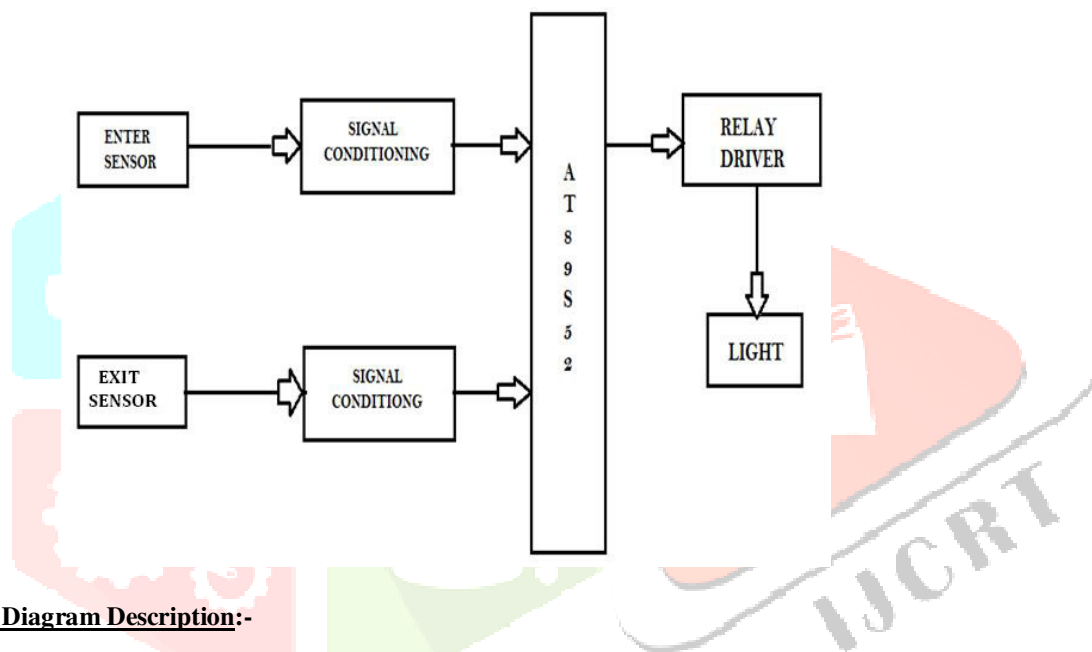 ENTER
SENSOR
SIGNAL
CONDITIONING
A
T
8
9
S
5
2
RELAY
DRIVER
LIGHT
EXIT
SENSOR
SIGNAL
CONDITIONG
IJCRT
Diagram Description:-